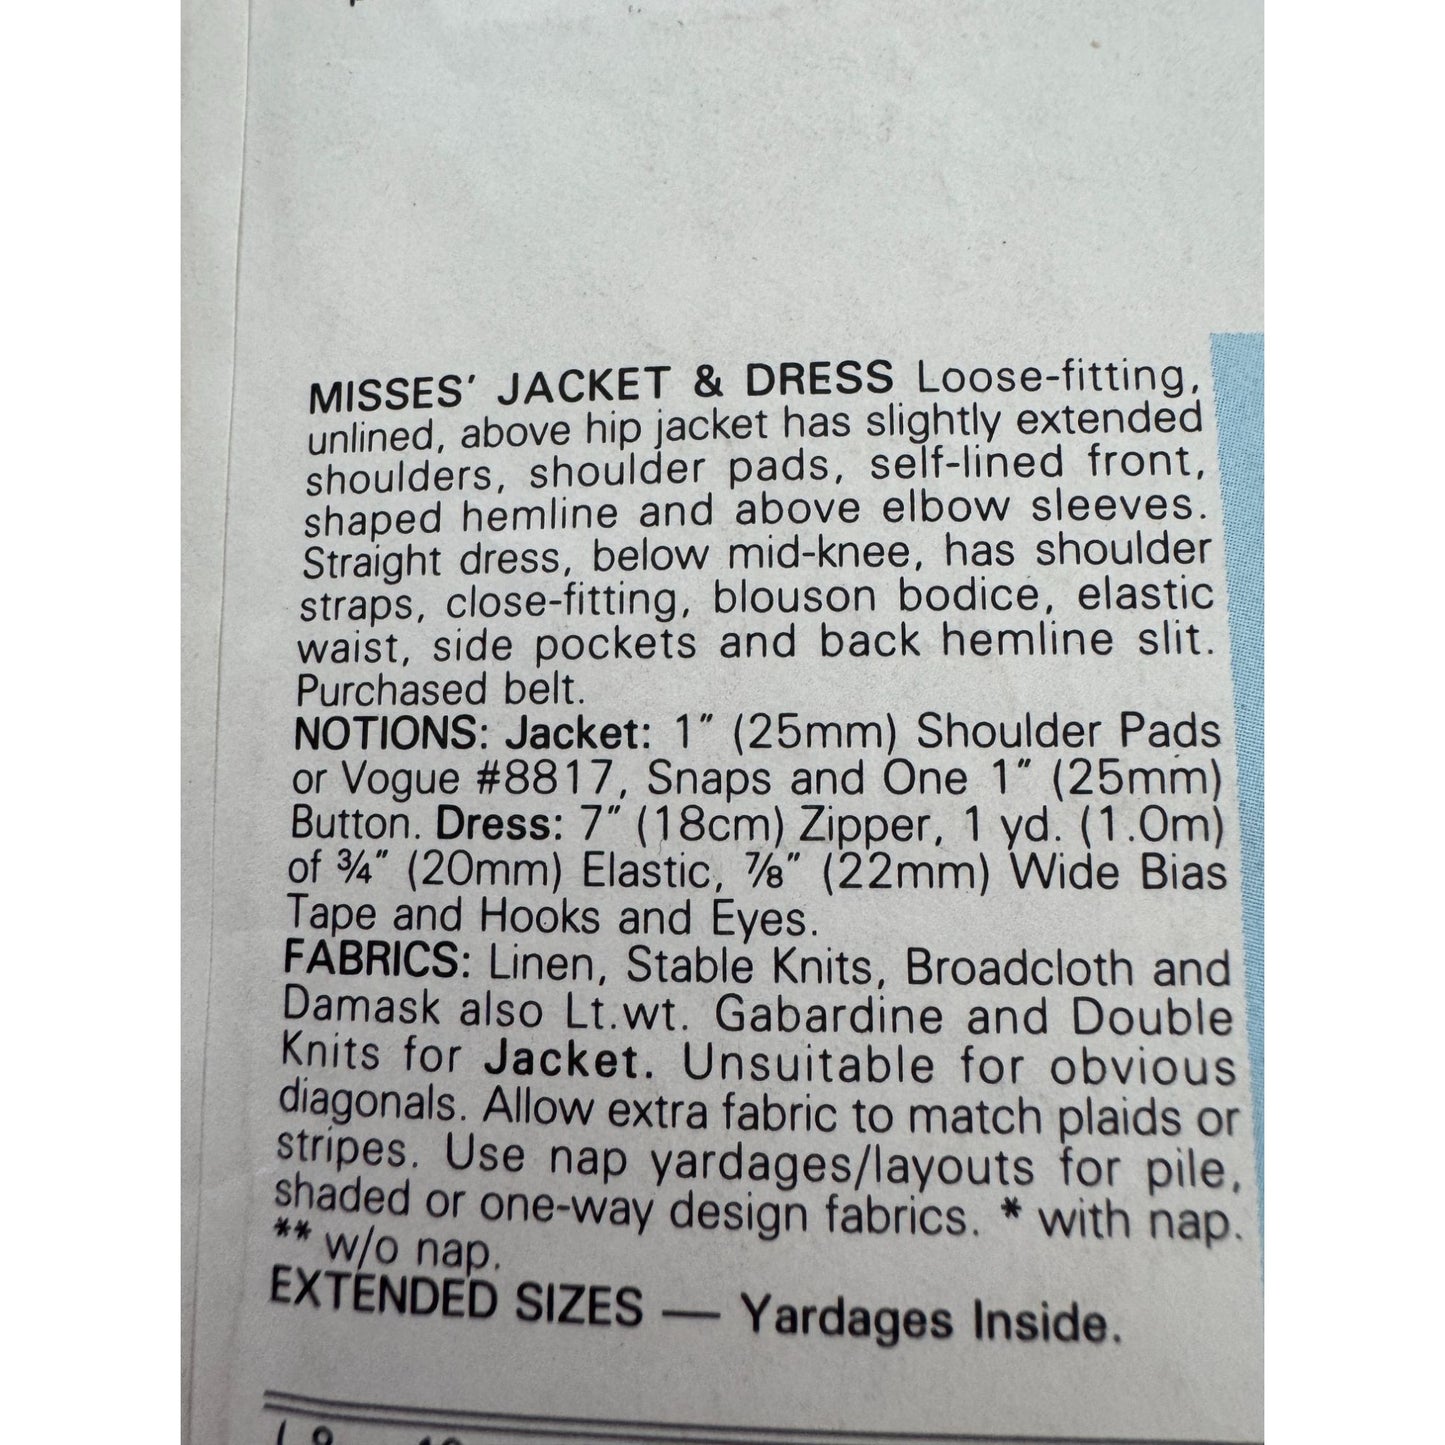 MISSES' JACKET & DRESS Loose-fitting,
unlined, above hip jacket has slightly extended
shoulders, shoulder pads, self-lined front,
shaped hemline and above elbow sleeves.
Straight dress, below mid-knee, has shoulder
straps, close-fitting, blouson bodice, elastic
waist, side pockets and back hemline slit.
Purchased belt.
NOTIONS: Jacket: 1″ (25mm) Shoulder Pads
or Vogue #8817, Snaps and One 1″ (25mm)
Button. Dress: 7″ (18cm) Zipper, 1 yd. (1.0m)
of ¾″ (20mm) Elastic, ⅞″ (22mm) Wide Bias
Tape and Hooks and Eyes.
FABRICS: Linen, Stable Knits, Broadcloth and
Damask also Lt.wt. Gabardine and Double
Knits for Jacket. Unsuitable for obvious
diagonals. Allow extra fabric to match plaids or
stripes. Use nap yardages/layouts for pile,
shaded or one-way design fabrics. * with nap.
** w/o nap.
EXTENDED SIZES — Yardages Inside.